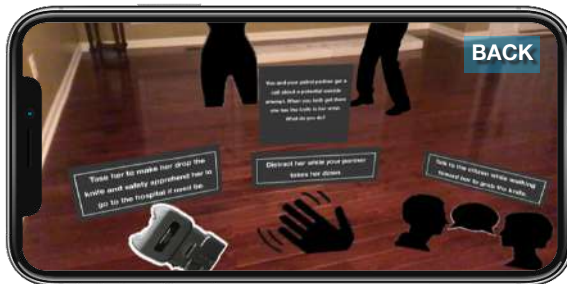 BACK
You and your patrol partner get a
call about a potential suicide
attempt. When you both get there
she has the knife to her wrist.
What do you do?
Tase her to make her drop the
knife and safely apprehend her to
go to the hospital if need be.
Distract her while your partner
takes her down.
Talk to the citizen while walking
toward her to grab the knife.